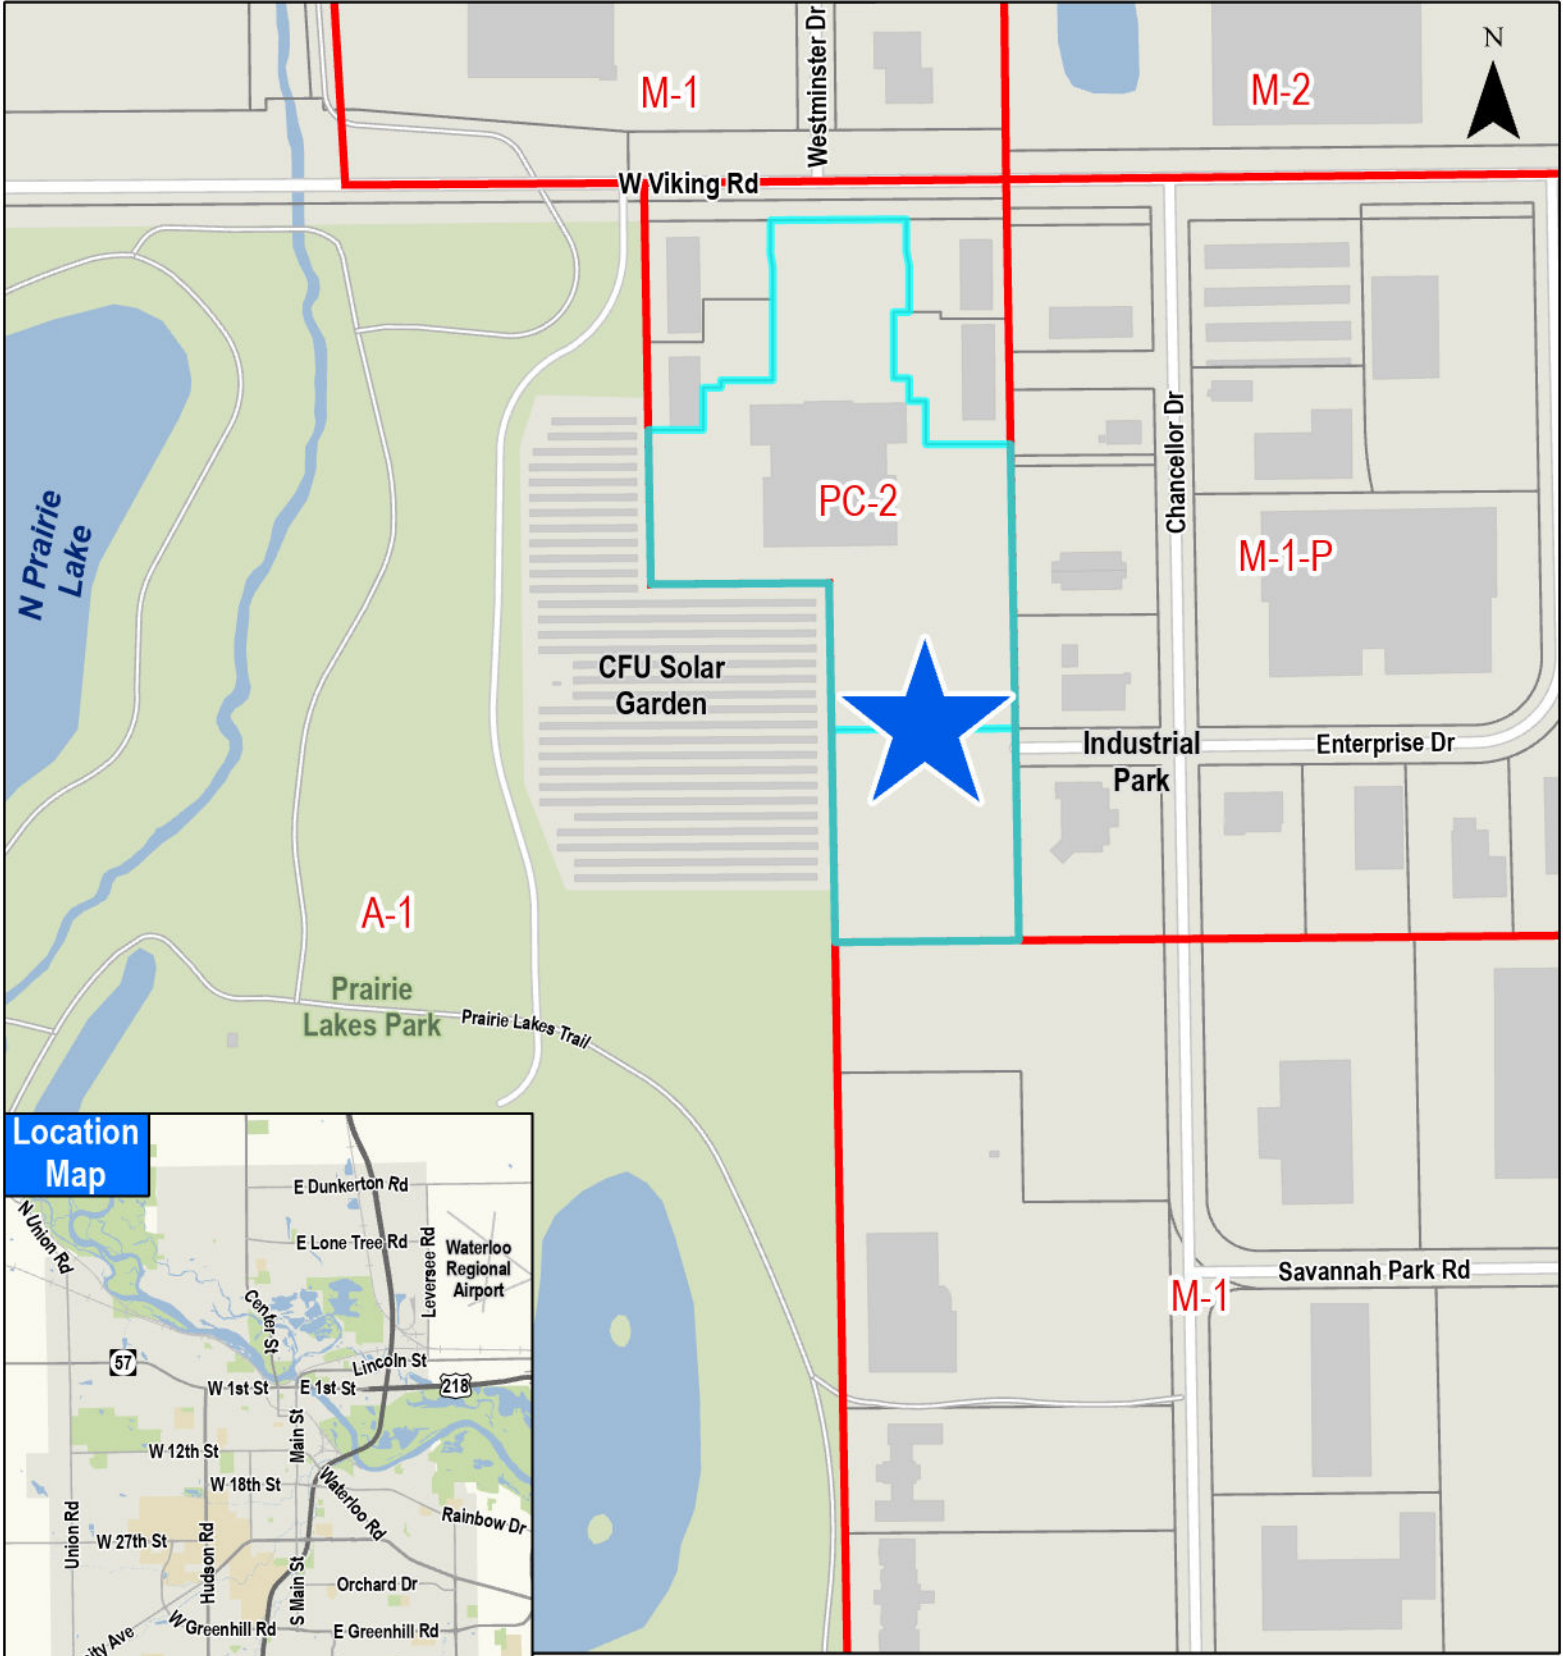 Westminster Dr
N
M-1
M-2
W Viking Rd
Chancellor Dr
PC-2
M-1-P
N Prairie
Lake
CFU Solar
Garden
Industrial
Park
Enterprise Dr
A-1
Prairie
Lakes Park
Prairie Lakes Trail
Savannah Park Rd
M-1
Location
Map
E Dunkerton Rd
N Union Rd
E Lone Tree Rd
Leversee Rd
Waterloo
Regional
Airport
Center St
57
Lincoln St
W 1st St
E 1st St
218
Main St
W 12th St
W 18th St
Waterloo Rd
Rainbow Dr
Union Rd
W 27th St
Hudson Rd
S Main St
Orchard Dr
W Greenhill Rd
E Greenhill Rd
ity Ave